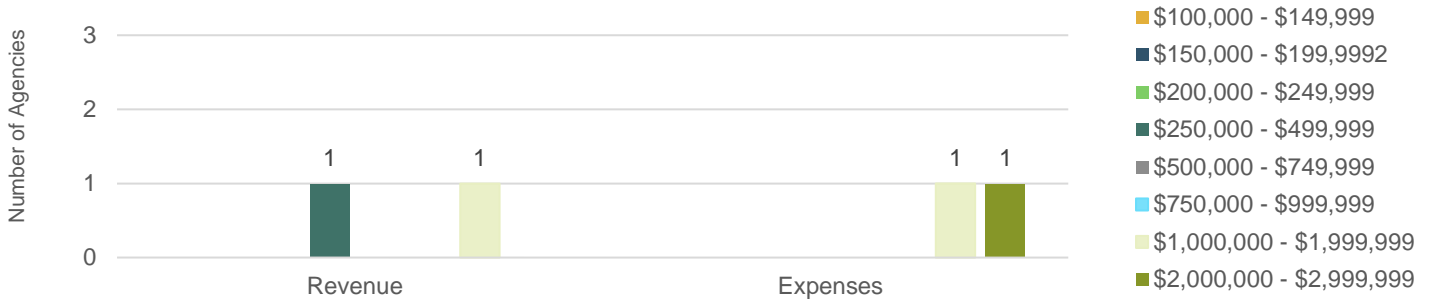 Number of Agencies
3
2
1
0
1
1
1
1
Revenue
Expenses
$100,000 - $149,999
$150,000 - $199,9992
$200,000 - $249,999
$250,000 - $499,999
$500,000 - $749,999
$750,000 - $999,999
$1,000,000 - $1,999,999
$2,000,000 - $2,999,999